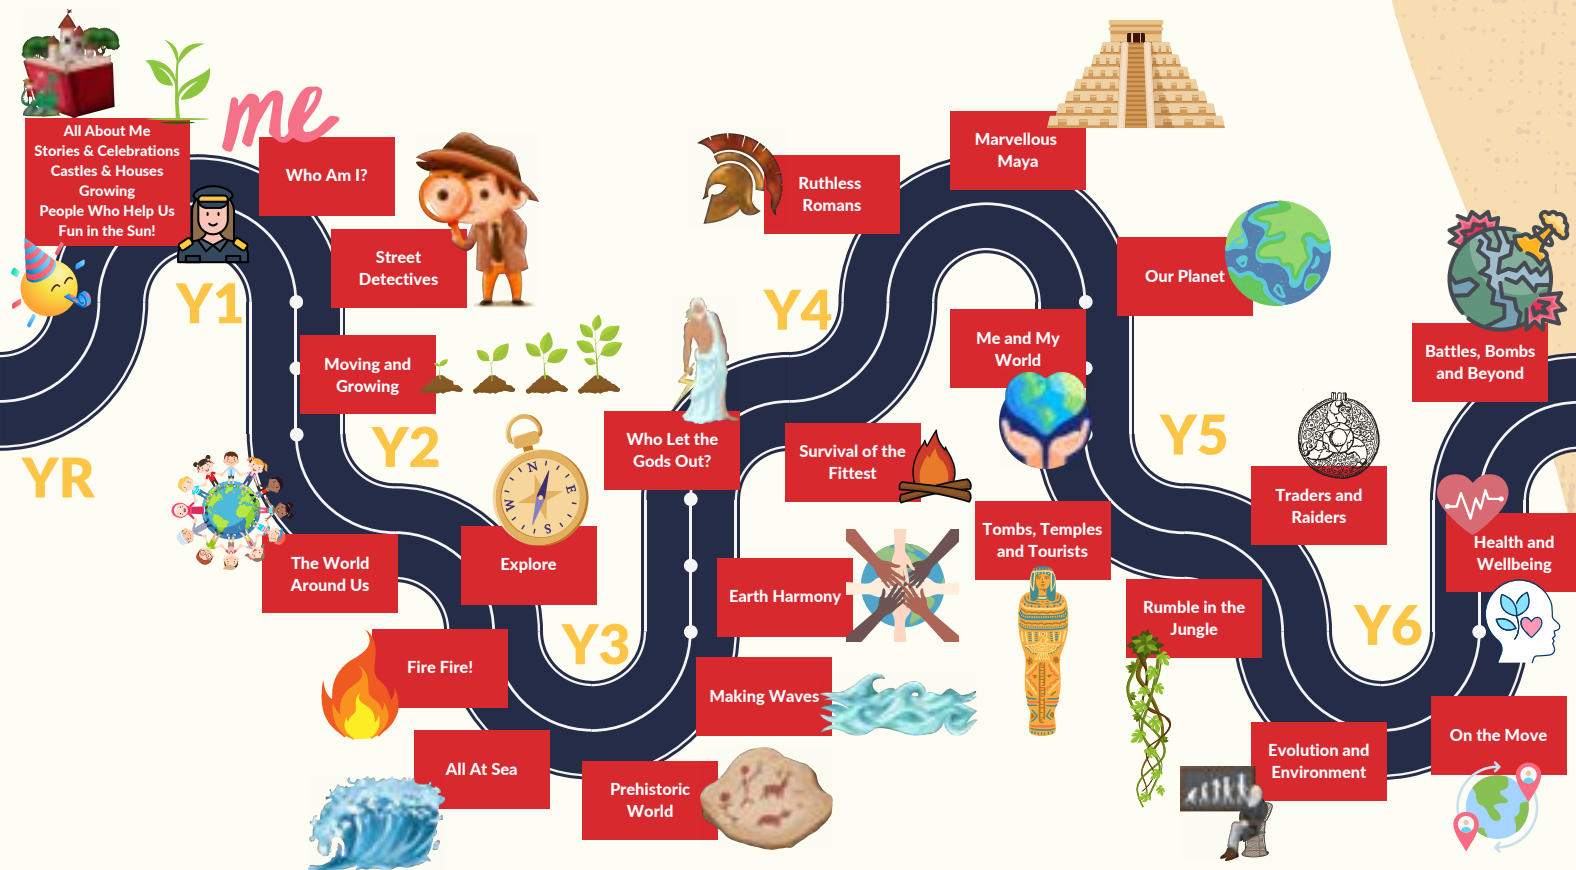 All About Me
Stories & Celebrations
Castles & Houses
Growing
People Who Help Us
Fun in the Sun!
YR
me
Who Am I?
Street
Detectives
Y1
Moving and
Growing
The World
Around Us
Y2
Explore
N
E
S
W
Fire Fire!
All At Sea
Y3
Prehistoric
World
Making Waves
Earth Harmony
Who Let the
Gods Out?
Y4
Ruthless
Romans
Survival of the
Fittest
Marvellous
Maya
Our Planet
Me and My
World
Tombs, Temples
and Tourists
Y5
Traders and
Raiders
Rumble in the
Jungle
Evolution and
Environment
Y6
On the Move
Health and
Wellbeing
Battles, Bombs
and Beyond